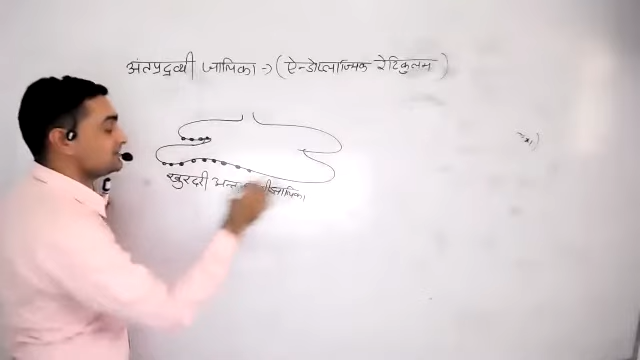 अंतप्रद्रव्यी जालिका -> (ऐन्डोप्लाज्मिक रेटिकुलम)
खुरदरी जालिका